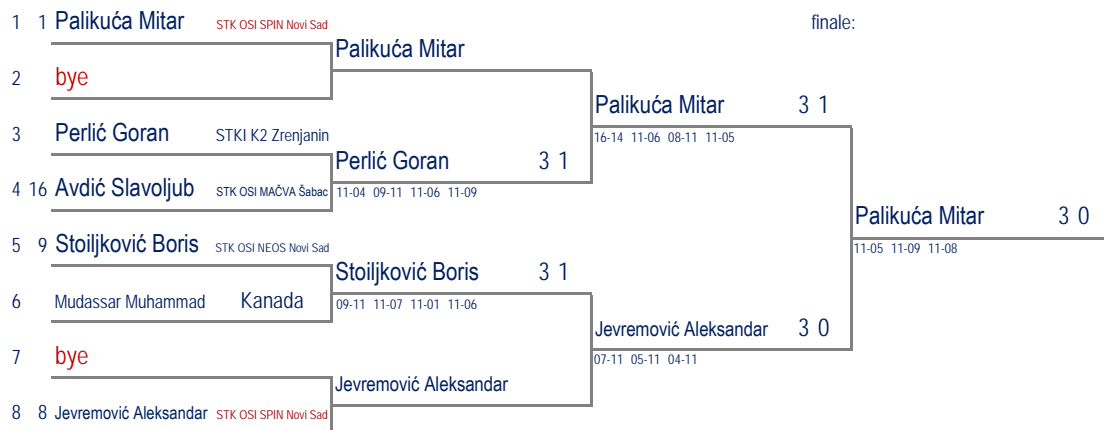 1 1 Palikuća Mitar STK OSI SPIN Novi Sad finale:
Palikuća Mitar
2 bye
Palikuća Mitar 3 1
3 Perlić Goran STKI K2 Zrenjanin
16-14 11-06 08-11 11-05
Perlić Goran 3 1
4 16 Avdić Slavoljub STK OSI MAČVA Šabac 11-04 09-11 11-06 11-09
Palikuća Mitar 3 0
5 9 Stoiljković Boris STK OSI NEOS Novi Sad
11-05 11-09 11-08
Stoiljković Boris 3 1
6 Mudassar Muhammad Kanada 09-11 11-07 11-01 11-06
Jevremović Aleksandar 3 0
7 bye
07-11 05-11 04-11
Jevremović Aleksandar
8 8 Jevremović Aleksandar STK OSI SPIN Novi Sad